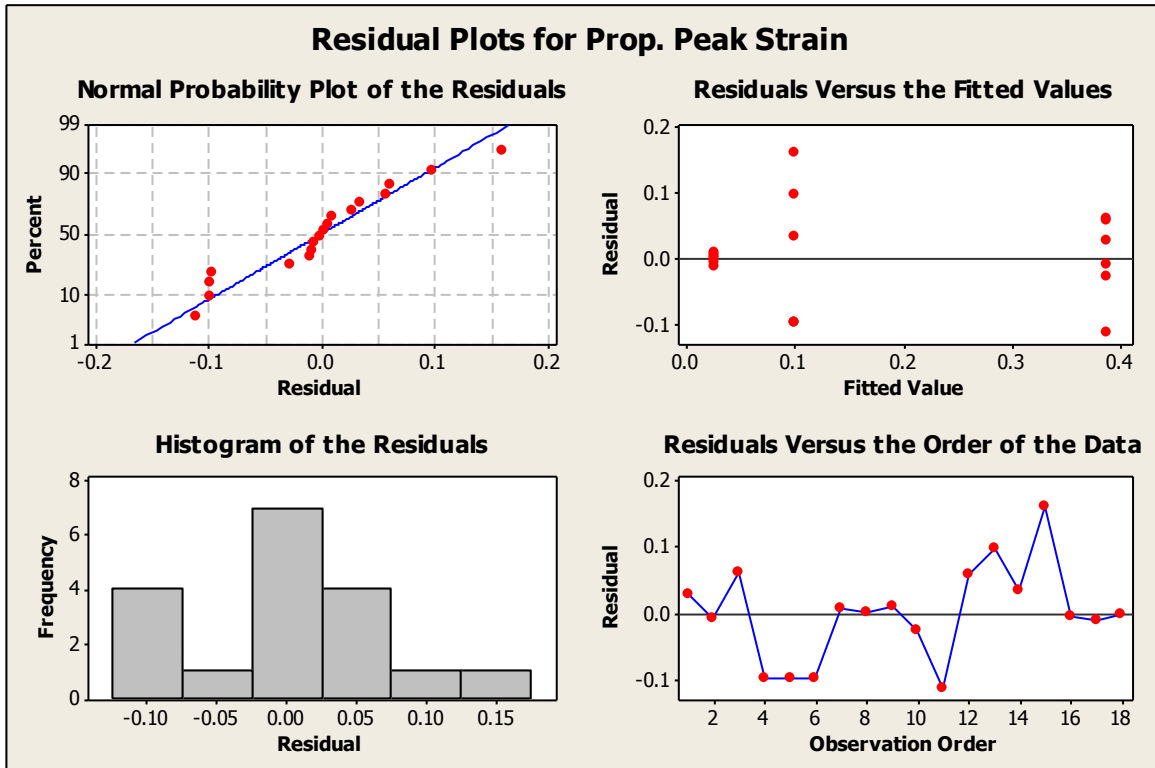 Residual Plots for Prop. Peak Strain
Normal Probability Plot of the Residuals
99
90
50
10
1
Percent
-0.2 -0.1 0.0 0.1 0.2
Residual
Residuals Versus the Fitted Values
0.2
0.1
0.0
-0.1
Residual
0.0 0.1 0.2 0.3 0.4
Fitted Value
Histogram of the Residuals
8
6
4
2
0
Frequency
-0.10 -0.05 0.00 0.05 0.10 0.15
Residual
Residuals Versus the Order of the Data
0.2
0.1
0.0
-0.1
Residual
2 4 6 8 10 12 14 16 18
Observation Order